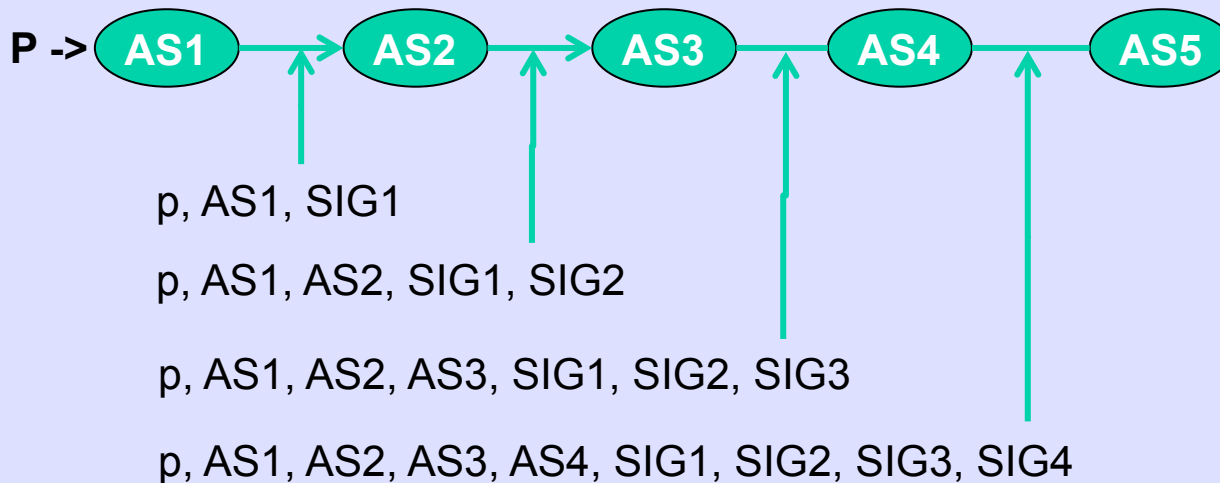 P -> AS1 AS2 AS3 AS4 AS5
p, AS1, SIG1
p, AS1, AS2, SIG1, SIG2
p, AS1, AS2, AS3, SIG1, SIG2, SIG3
p, AS1, AS2, AS3, AS4, SIG1, SIG2, SIG3, SIG4